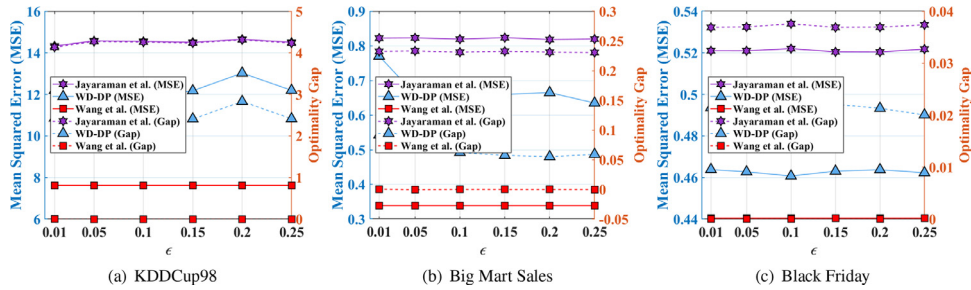 Mean Squared Error (MSE)
16
14
12
10
8
6
Jayaraman et al. (MSE)
WD-DP (MSE)
Wang et al. (MSE)
Jayaraman et al. (Gap)
WD-DP (Gap)
Wang et al. (Gap)
5
4
3
2
1
0
Optimality Gap
0.01 0.05 0.1 0.15 0.2 0.25
ϵ
(a) KDDCup98
Mean Squared Error (MSE)
0.9
0.8
0.7
0.6
0.5
0.4
0.3
Jayaraman et al. (MSE)
WD-DP (MSE)
Wang et al. (MSE)
Jayaraman et al. (Gap)
WD-DP (Gap)
Wang et al. (Gap)
0.3
0.25
0.2
0.15
0.1
0.05
0
-0.05
Optimality Gap
0.01 0.05 0.1 0.15 0.2 0.25
ϵ
(b) Big Mart Sales
Mean Squared Error (MSE)
0.54
0.52
0.5
0.48
0.46
0.44
Jayaraman et al. (MSE)
WD-DP (MSE)
Wang et al. (MSE)
Jayaraman et al. (Gap)
WD-DP (Gap)
Wang et al. (Gap)
0.04
0.03
0.02
0.01
0
Optimality Gap
0.01 0.05 0.1 0.15 0.2 0.25
ϵ
(c) Black Friday